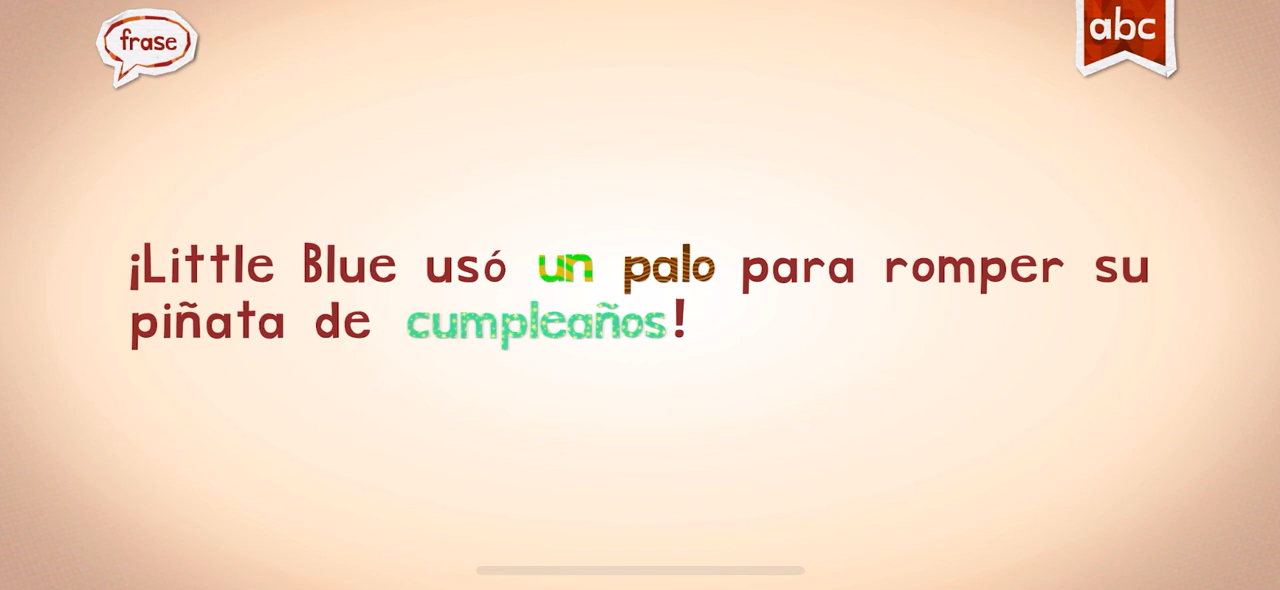 frase
abc
¡Little Blue usó un palo para romper su
piñata de cumpleaños!